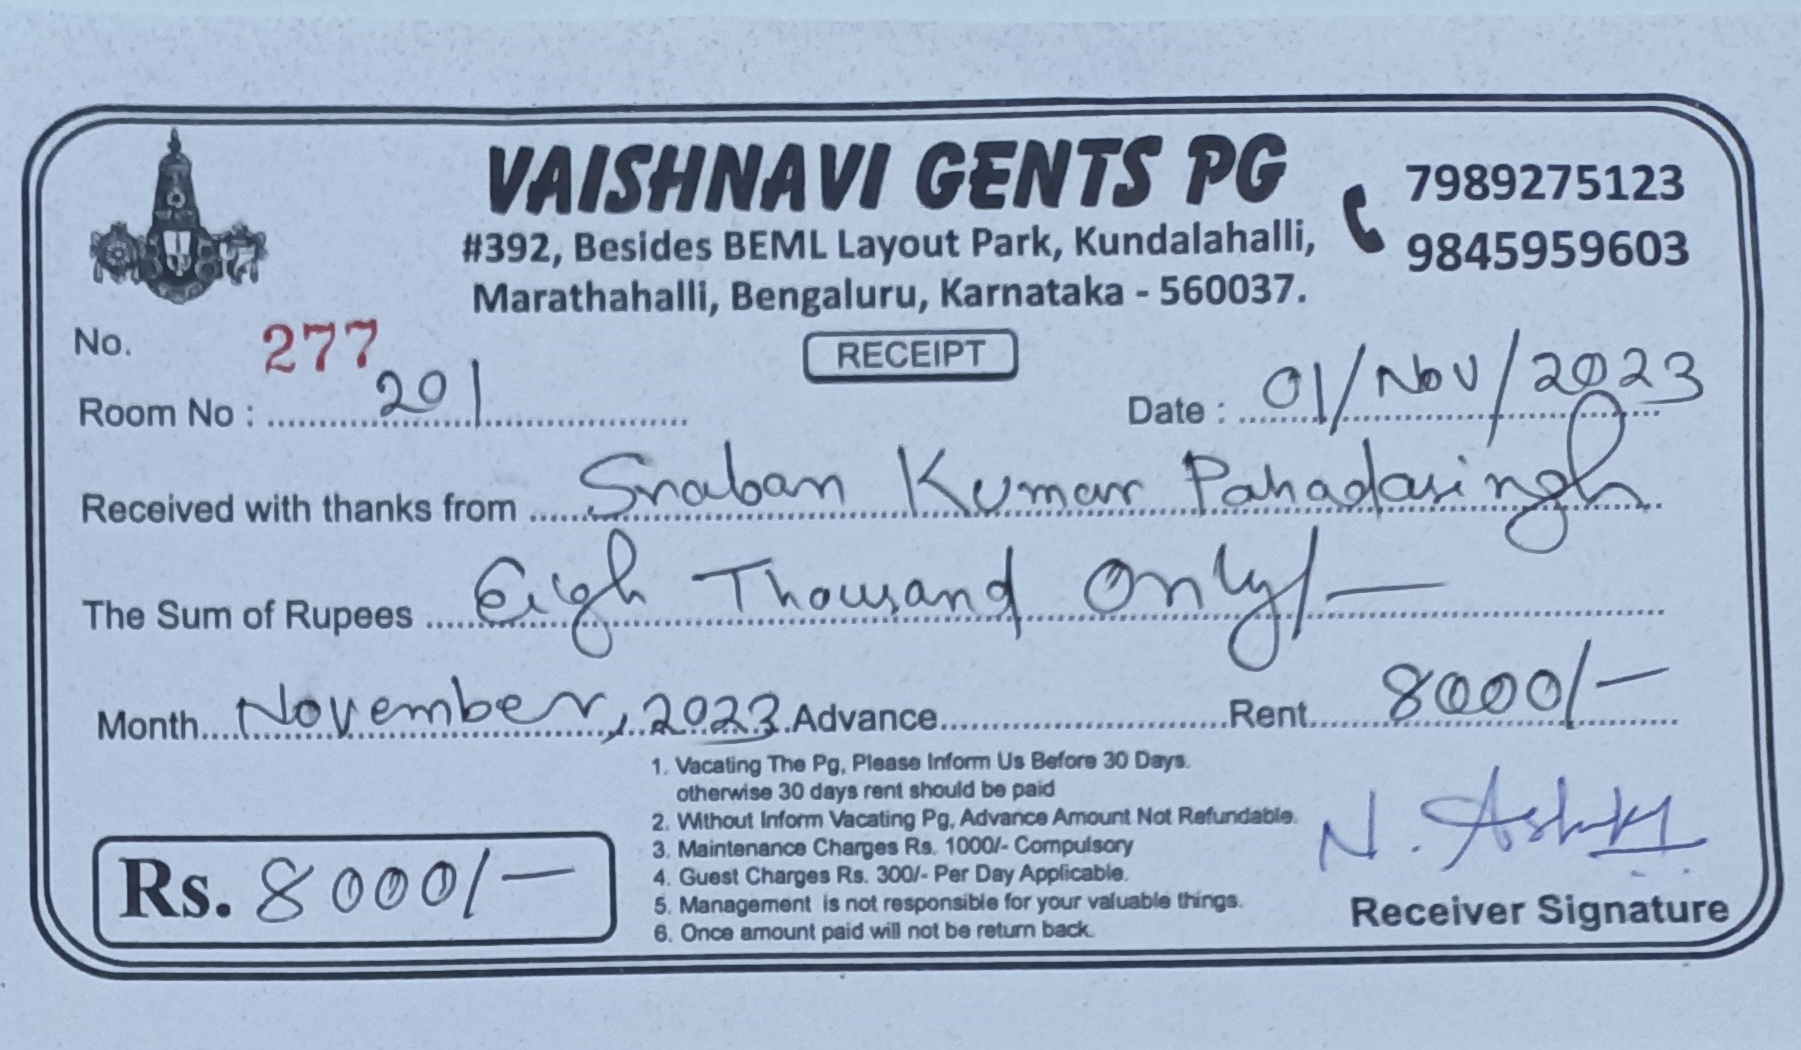 VAISHNAVI GENTS PG
#392, Besides BEML Layout Park, Kundalahalli,
Marathahalli, Bengaluru, Karnataka - 560037.
7989275123
9845959603
No. 277
RECEIPT
Room No : 201
Date : 01/Nov/2023
Received with thanks from Sraban Kumar Pahadasingh
The Sum of Rupees Eigh Thousand Only/-
Month November, 2023 Advance Rent 8000/-
1. Vacating The Pg, Please Inform Us Before 30 Days.
otherwise 30 days rent should be paid
2. Without Inform Vacating Pg, Advance Amount Not Refundable.
3. Maintenance Charges Rs. 1000/- Compulsory
4. Guest Charges Rs. 300/- Per Day Applicable.
5. Management is not responsible for your valuable things.
6. Once amount paid will not be return back.
Rs. 8000/-
N.
Receiver Signature